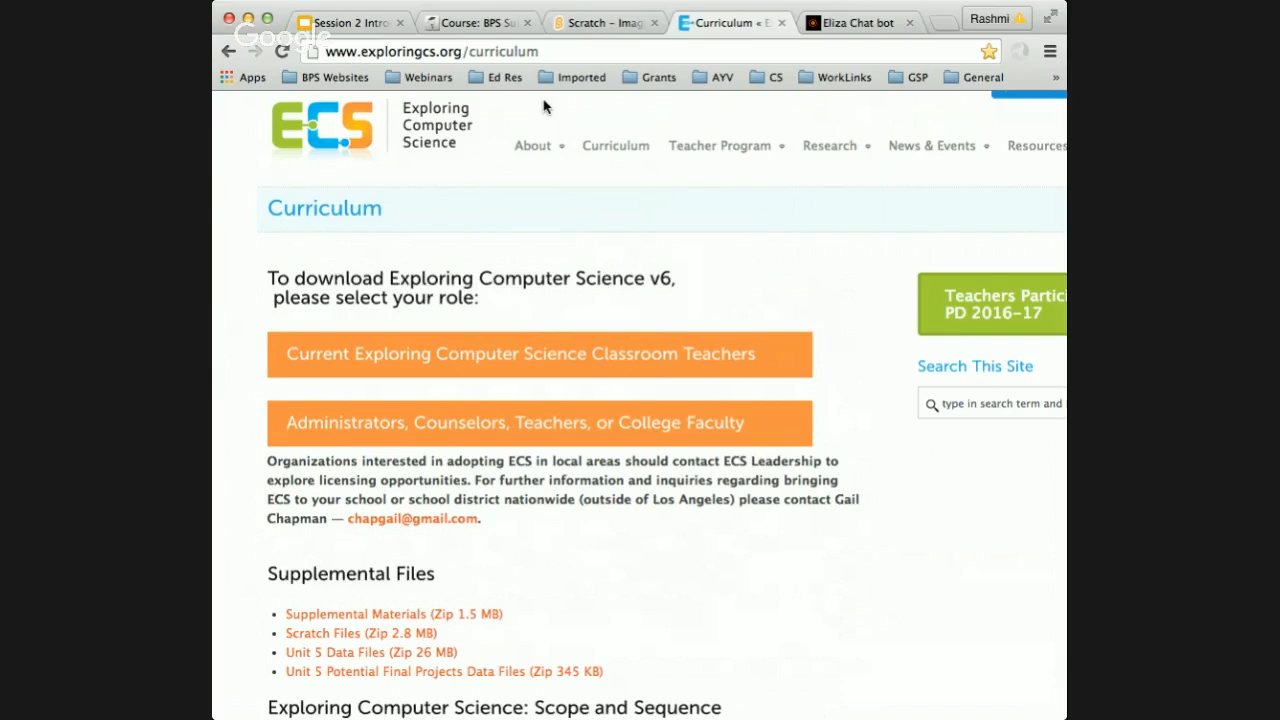 Session 2 Intro
Course: BPS Su
Scratch – Imag
Curriculum « E
Eliza Chat bot
Rashmi
Google
www.exploringcs.org/curriculum
Apps
BPS Websites
Webinars
Ed Res
Imported
Grants
AYV
CS
WorkLinks
GSP
General
»
ECS
Exploring
Computer
Science
About
Curriculum
Teacher Program
Research
News & Events
Resources
Curriculum
To download Exploring Computer Science v6,
please select your role:
Current Exploring Computer Science Classroom Teachers
Administrators, Counselors, Teachers, or College Faculty
Organizations interested in adopting ECS in local areas should contact ECS Leadership to
explore licensing opportunities. For further information and inquiries regarding bringing
ECS to your school or school district nationwide (outside of Los Angeles) please contact Gail
Chapman — chapgail@gmail.com.
Teachers Partici
PD 2016-17
Search This Site
type in search term and
Supplemental Files
• Supplemental Materials (Zip 1.5 MB)
• Scratch Files (Zip 2.8 MB)
• Unit 5 Data Files (Zip 26 MB)
• Unit 5 Potential Final Projects Data Files (Zip 345 KB)
Exploring Computer Science: Scope and Sequence